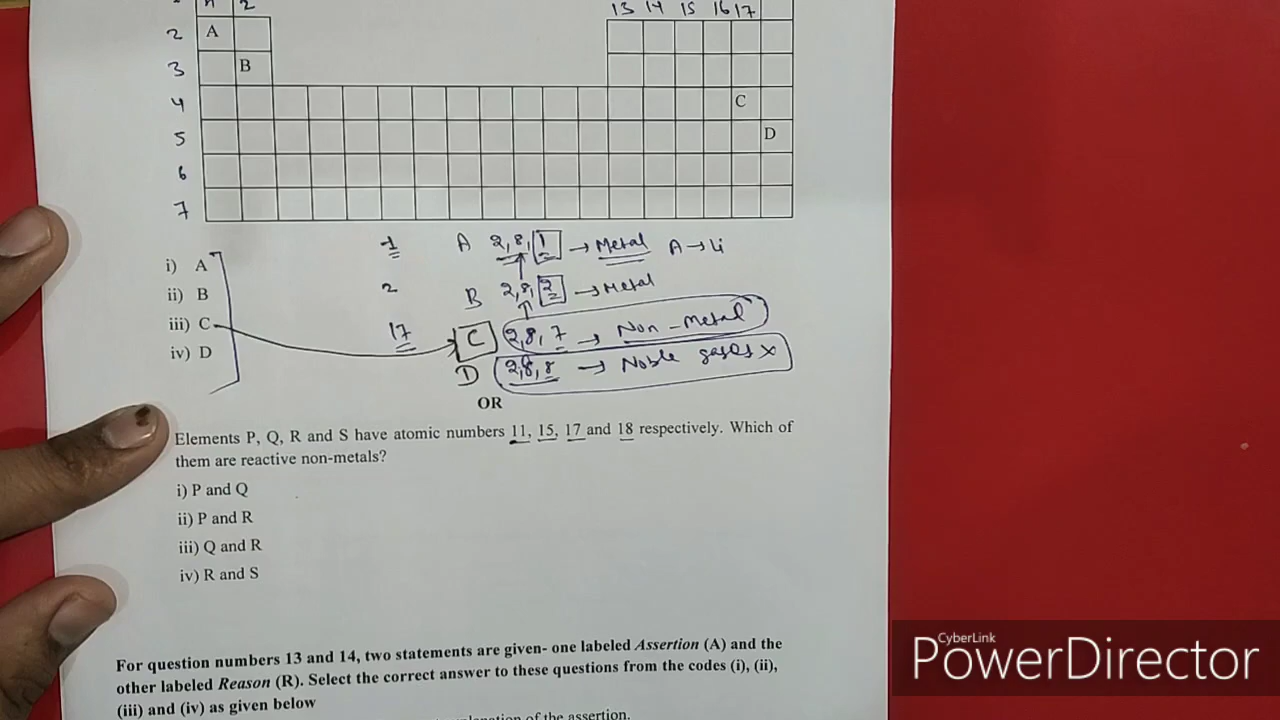 2
13 14 15 16 17
2 A
3 B
4 C
5 D
6
7
1 A 2,8,1 → Metal A → Li
i) A
ii) B 2 B 2,8,2 → Metal
iii) C 17 C 2,8,7 → Non-Metal
iv) D D 2,8,8 → Noble gases x
OR
Elements P, Q, R and S have atomic numbers 11, 15, 17 and 18 respectively. Which of
them are reactive non-metals?
i) P and Q
ii) P and R
iii) Q and R
iv) R and S
For question numbers 13 and 14, two statements are given- one labeled Assertion (A) and the
other labeled Reason (R). Select the correct answer to these questions from the codes (i), (ii),
(iii) and (iv) as given below
of the assertion.
CyberLink
PowerDirector